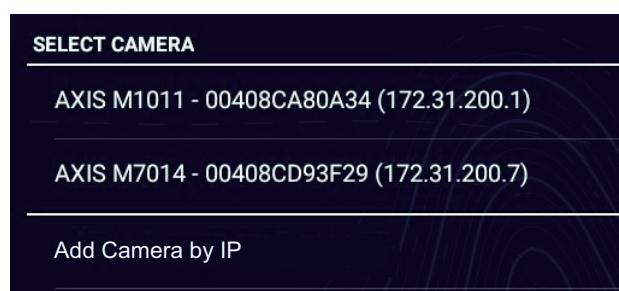 SELECT CAMERA
AXIS M1011 - 00408CA80A34 (172.31.200.1)
AXIS M7014 - 00408CD93F29 (172.31.200.7)
Add Camera by IP